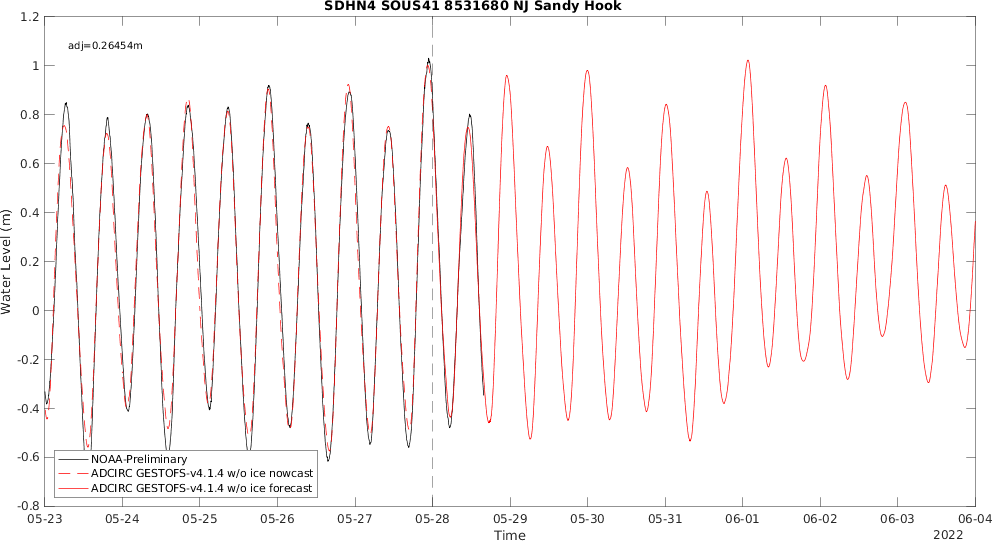 SDHN4 SOUS41 8531680 NJ Sandy Hook
1.2
adj=0.26454m
1
0.8
0.6
0.4
Water Level (m)
0.2
0
-0.2
-0.4
-0.6
-0.8
NOAA-Preliminary
ADCIRC GESTOFS-v4.1.4 w/o ice nowcast
ADCIRC GESTOFS-v4.1.4 w/o ice forecast
05-23 05-24 05-25 05-26 05-27 05-28 05-29 05-30 05-31 06-01 06-02 06-03 06-04
Time
2022